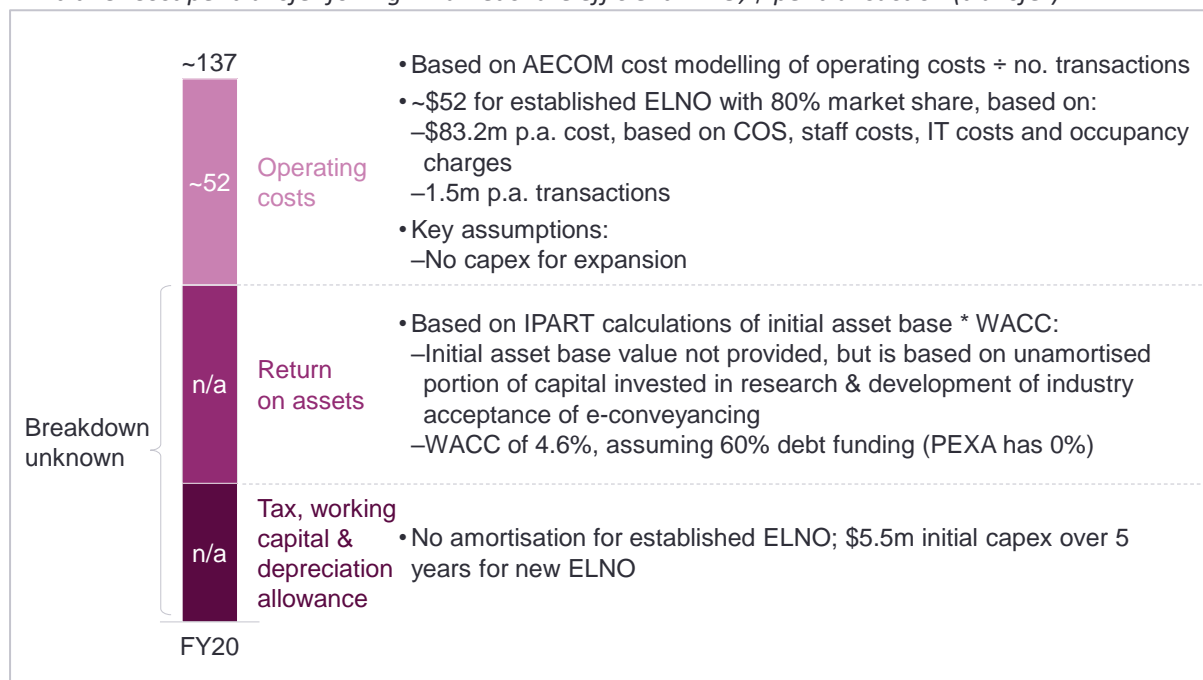 ~137
• Based on AECOM cost modelling of operating costs ÷ no. transactions
• ~$52 for established ELNO with 80% market share, based on:
–$83.2m p.a. cost, based on COS, staff costs, IT costs and occupancy
charges
–1.5m p.a. transactions
• Key assumptions:
–No capex for expansion
~52
Operating
costs
• Based on IPART calculations of initial asset base * WACC:
–Initial asset base value not provided, but is based on unamortised
portion of capital invested in research & development of industry
acceptance of e-conveyancing
–WACC of 4.6%, assuming 60% debt funding (PEXA has 0%)
n/a
Return
on assets
Breakdown
unknown
Tax, working
capital &
depreciation
allowance
n/a
• No amortisation for established ELNO; $5.5m initial capex over 5
years for new ELNO
FY20